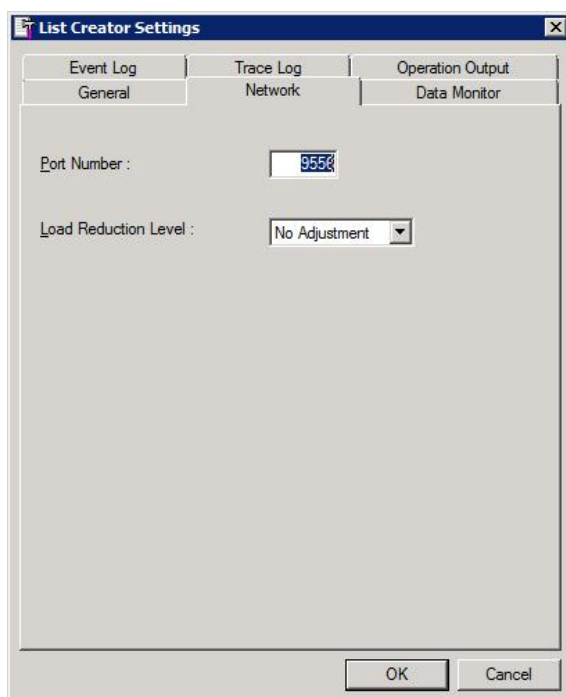 List Creator Settings
Event Log Trace Log Operation Output
General Network Data Monitor
Port Number : 9556
Load Reduction Level : No Adjustment
OK Cancel